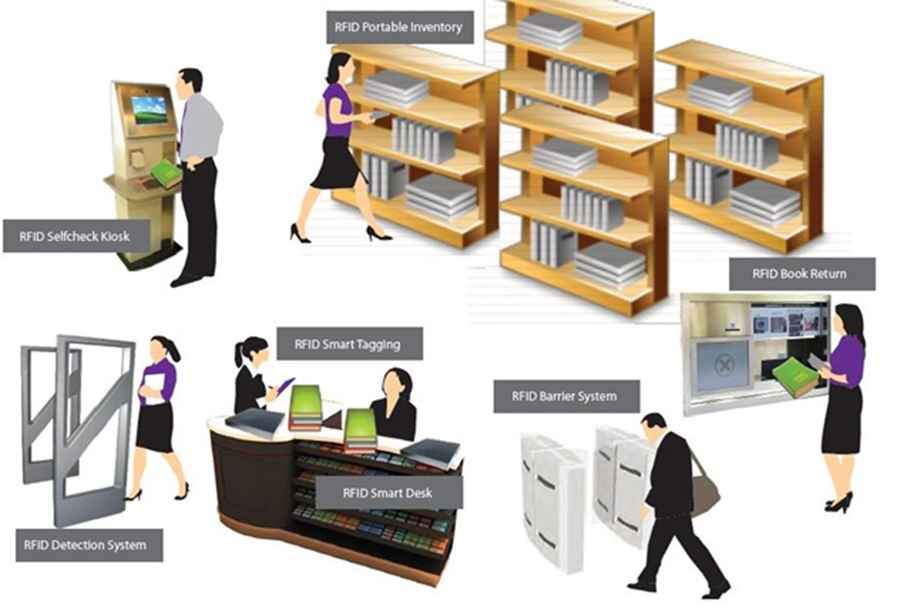 RFID Portable Inventory
RFID Selfcheck Kiosk
RFID Book Return
RFID Smart Tagging
RFID Barrier System
RFID Smart Desk
RFID Detection System